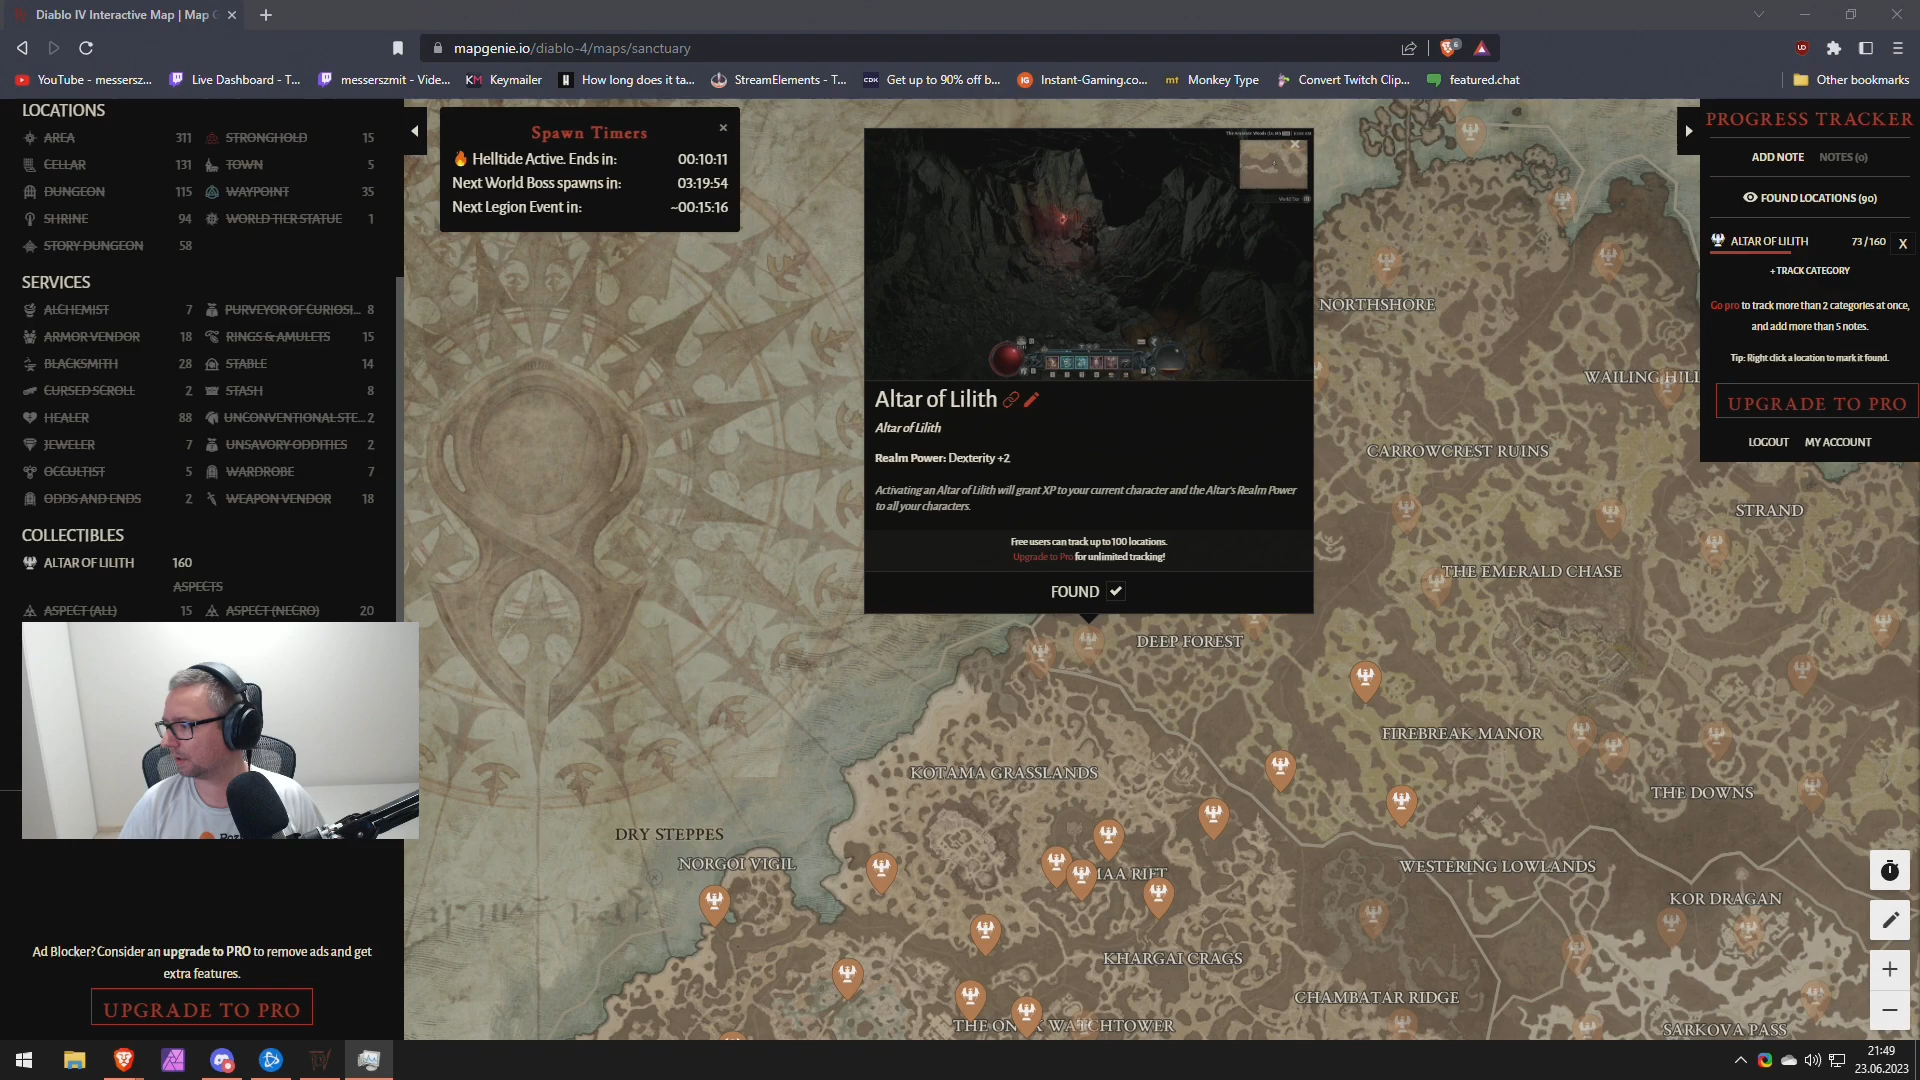 Diablo IV Interactive Map | Map G
mapgenie.io/diablo-4/maps/sanctuary
6
YouTube - messersz...
Live Dashboard - T...
messerszmit - Vide...
KM Keymailer
H How long does it ta...
StreamElements - T...
CDK Get up to 90% off b...
IG Instant-Gaming.co...
mt Monkey Type
Convert Twitch Clip...
featured.chat
Other bookmarks
LOCATIONS
AREA 311 STRONGHOLD 15
CELLAR 131 TOWN 5
DUNGEON 115 WAYPOINT 35
SHRINE 94 WORLD TIER STATUE 1
STORY DUNGEON 58
SERVICES
ALCHEMIST 7 PURVEYOR OF CURIOSI... 8
ARMOR VENDOR 18 RINGS & AMULETS 15
BLACKSMITH 28 STABLE 14
CURSED SCROLL 2 STASH 8
HEALER 88 UNCONVENTIONAL STE... 2
JEWELER 7 UNSAVORY ODDITIES 2
OCCULTIST 5 WARDROBE 7
ODDS AND ENDS 2 WEAPON VENDOR 18
COLLECTIBLES
ALTAR OF LILITH 160
ASPECTS
ASPECT (ALL) 15 ASPECT (NECRO) 20
Ad Blocker? Consider an upgrade to PRO to remove ads and get
extra features.
UPGRADE TO PRO
Spawn Timers
Helltide Active. Ends in: 00:10:11
Next World Boss spawns in: 03:19:54
Next Legion Event in: ~00:15:16
Altar of Lilith
Altar of Lilith
Realm Power: Dexterity +2
Activating an Altar of Lilith will grant XP to your current character and the Altar's Realm Power
to all your characters.
Free users can track up to 100 locations.
Upgrade to Pro for unlimited tracking!
FOUND
PROGRESS TRACKER
ADD NOTE NOTES (0)
FOUND LOCATIONS (90)
ALTAR OF LILITH 73 / 160 X
+ TRACK CATEGORY
Go pro to track more than 2 categories at once,
and add more than 5 notes.
Tip: Right click a location to mark it found.
UPGRADE TO PRO
LOGOUT MY ACCOUNT
NORTHSHORE
WAILING HILL
CARROWCREST RUINS
STRAND
THE EMERALD CHASE
DEEP FOREST
FIREBREAK MANOR
KOTAMA GRASSLANDS
THE DOWNS
DRY STEPPES
NORGOI VIGIL
MAA RIFT
WESTERING LOWLANDS
KOR DRAGAN
KHARGAI CRAGS
CHAMBATAR RIDGE
THE ON X WATCHTOWER
SARKOVA PASS
21:49
23.06.2023